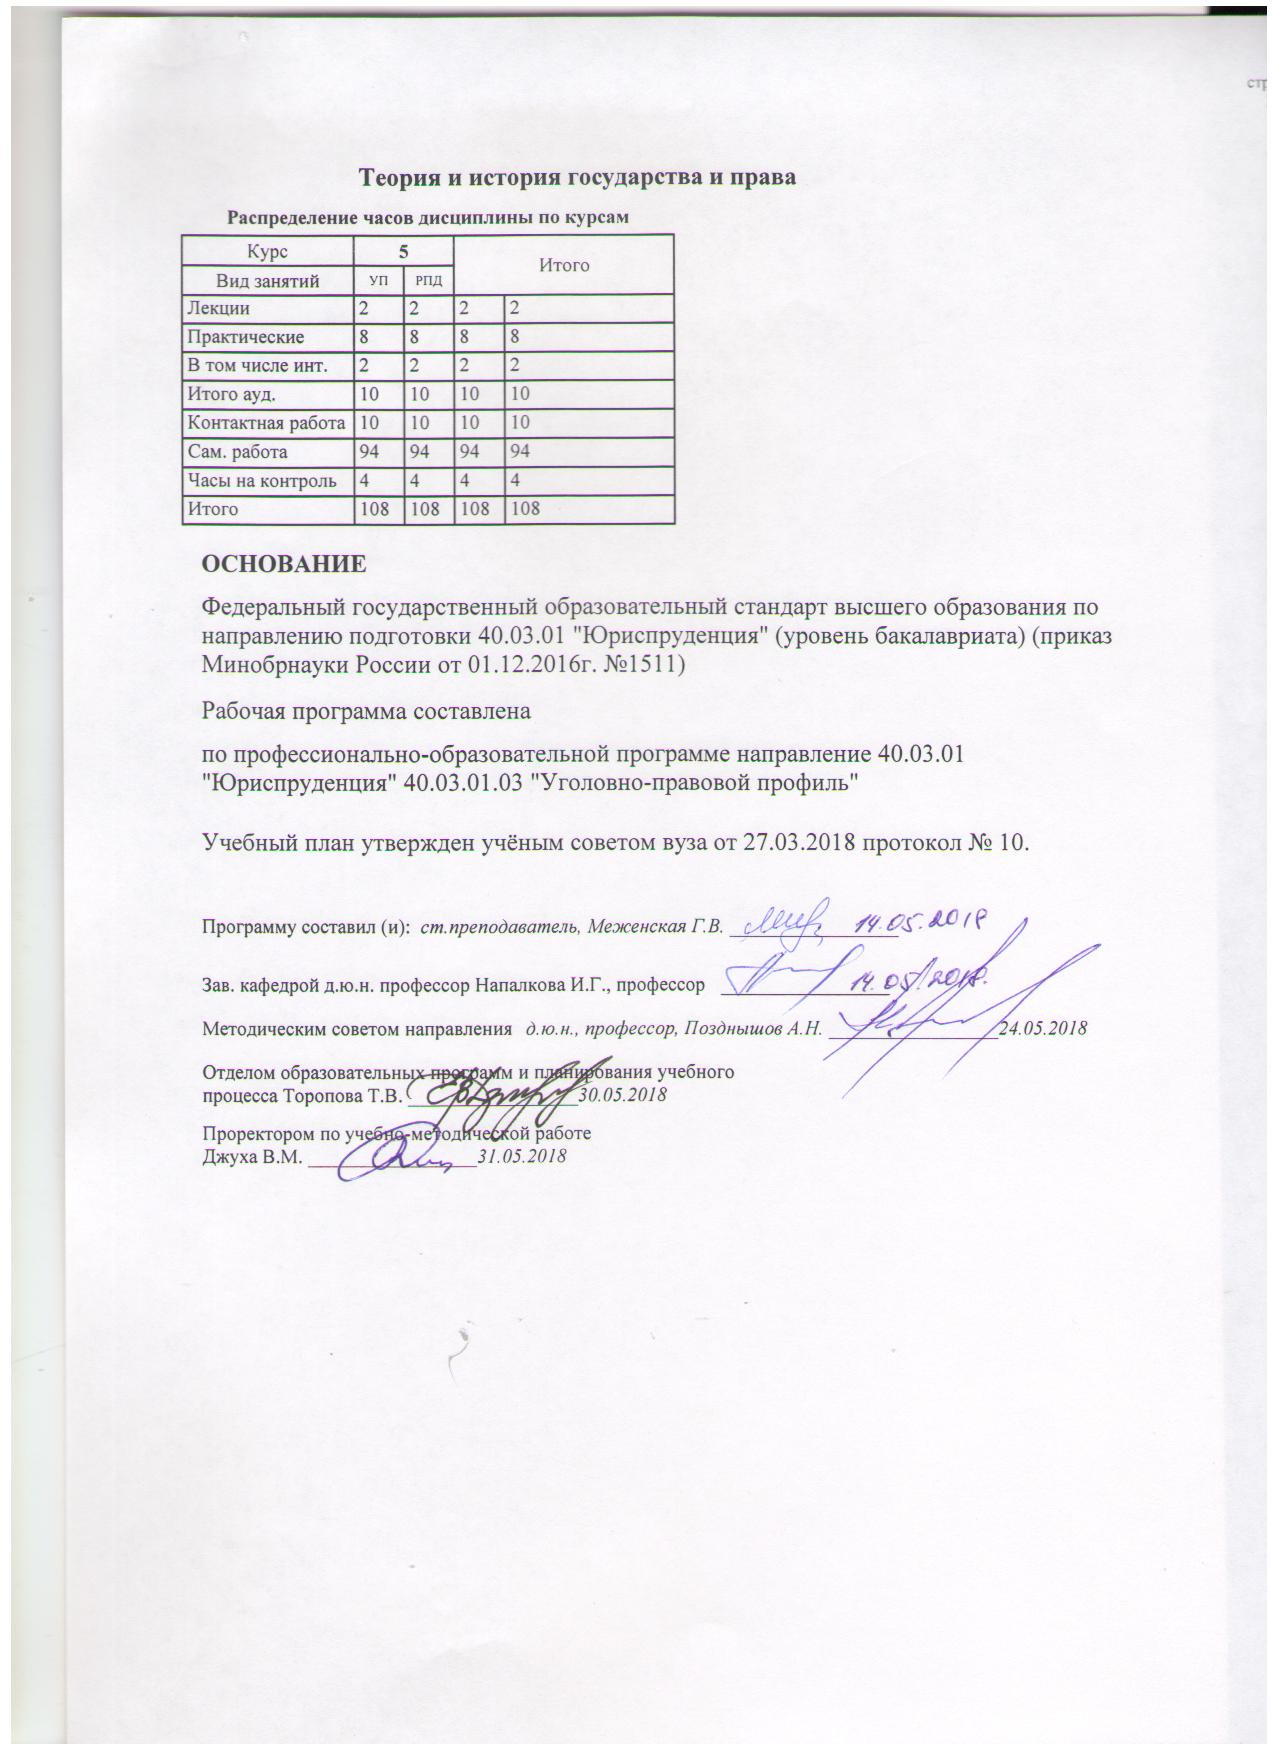 стр
Теория и история государства и права
Распределение часов дисциплины по курсам
Курс 5 Итого
Вид занятий УП РПД
Лекции 2 2 2 2
Практические 8 8 8 8
В том числе инт. 2 2 2 2
Итого ауд. 10 10 10 10
Контактная работа 10 10 10 10
Сам. работа 94 94 94 94
Часы на контроль 4 4 4 4
Итого 108 108 108 108
ОСНОВАНИЕ
Федеральный государственный образовательный стандарт высшего образования по
направлению подготовки 40.03.01 "Юриспруденция" (уровень бакалавриата) (приказ
Минобрнауки России от 01.12.2016г. №1511)
Рабочая программа составлена
по профессионально-образовательной программе направление 40.03.01
"Юриспруденция" 40.03.01.03 "Уголовно-правовой профиль"
Учебный план утвержден учёным советом вуза от 27.03.2018 протокол № 10.
Программу составил (и): ст.преподаватель, Меженская Г.В. 14.05.2018
Зав. кафедрой д.ю.н. профессор Напалкова И.Г., профессор 14.05.2018.
Методическим советом направления д.ю.н., профессор, Позднышов А.Н. 24.05.2018
Отделом образовательных программ и планирования учебного
процесса Торопова Т.В. 30.05.2018
Проректором по учебно-методической работе
Джуха В.М. 31.05.2018